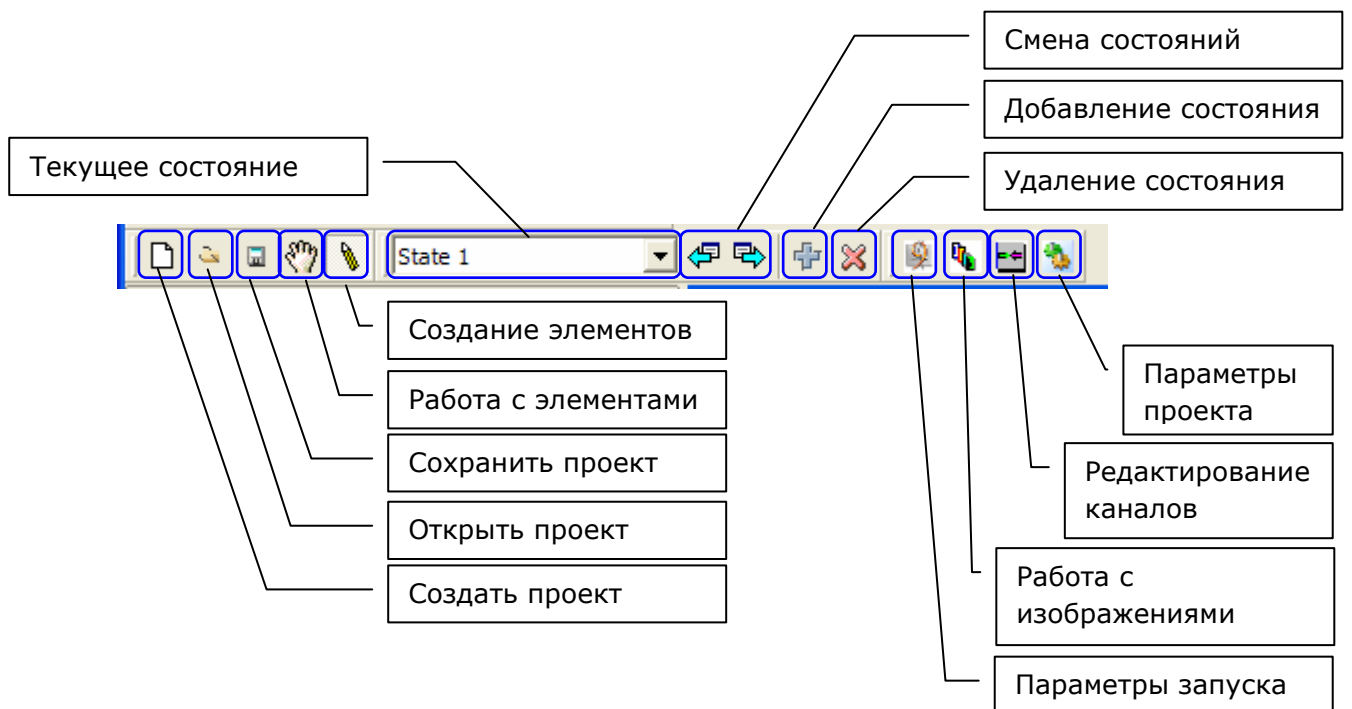 Смена состояний
Добавление состояния
Текущее состояние
Удаление состояния
State 1
Создание элементов
Параметры
проекта
Работа с элементами
Сохранить проект
Редактирование
каналов
Открыть проект
Работа с
изображениями
Создать проект
Параметры запуска